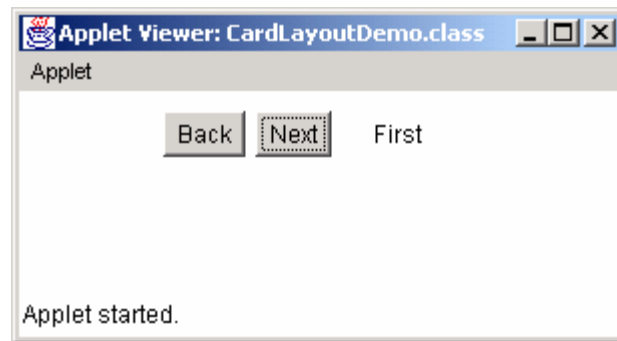 Applet Viewer: CardLayoutDemo.class
Applet
Back Next First
Applet started.